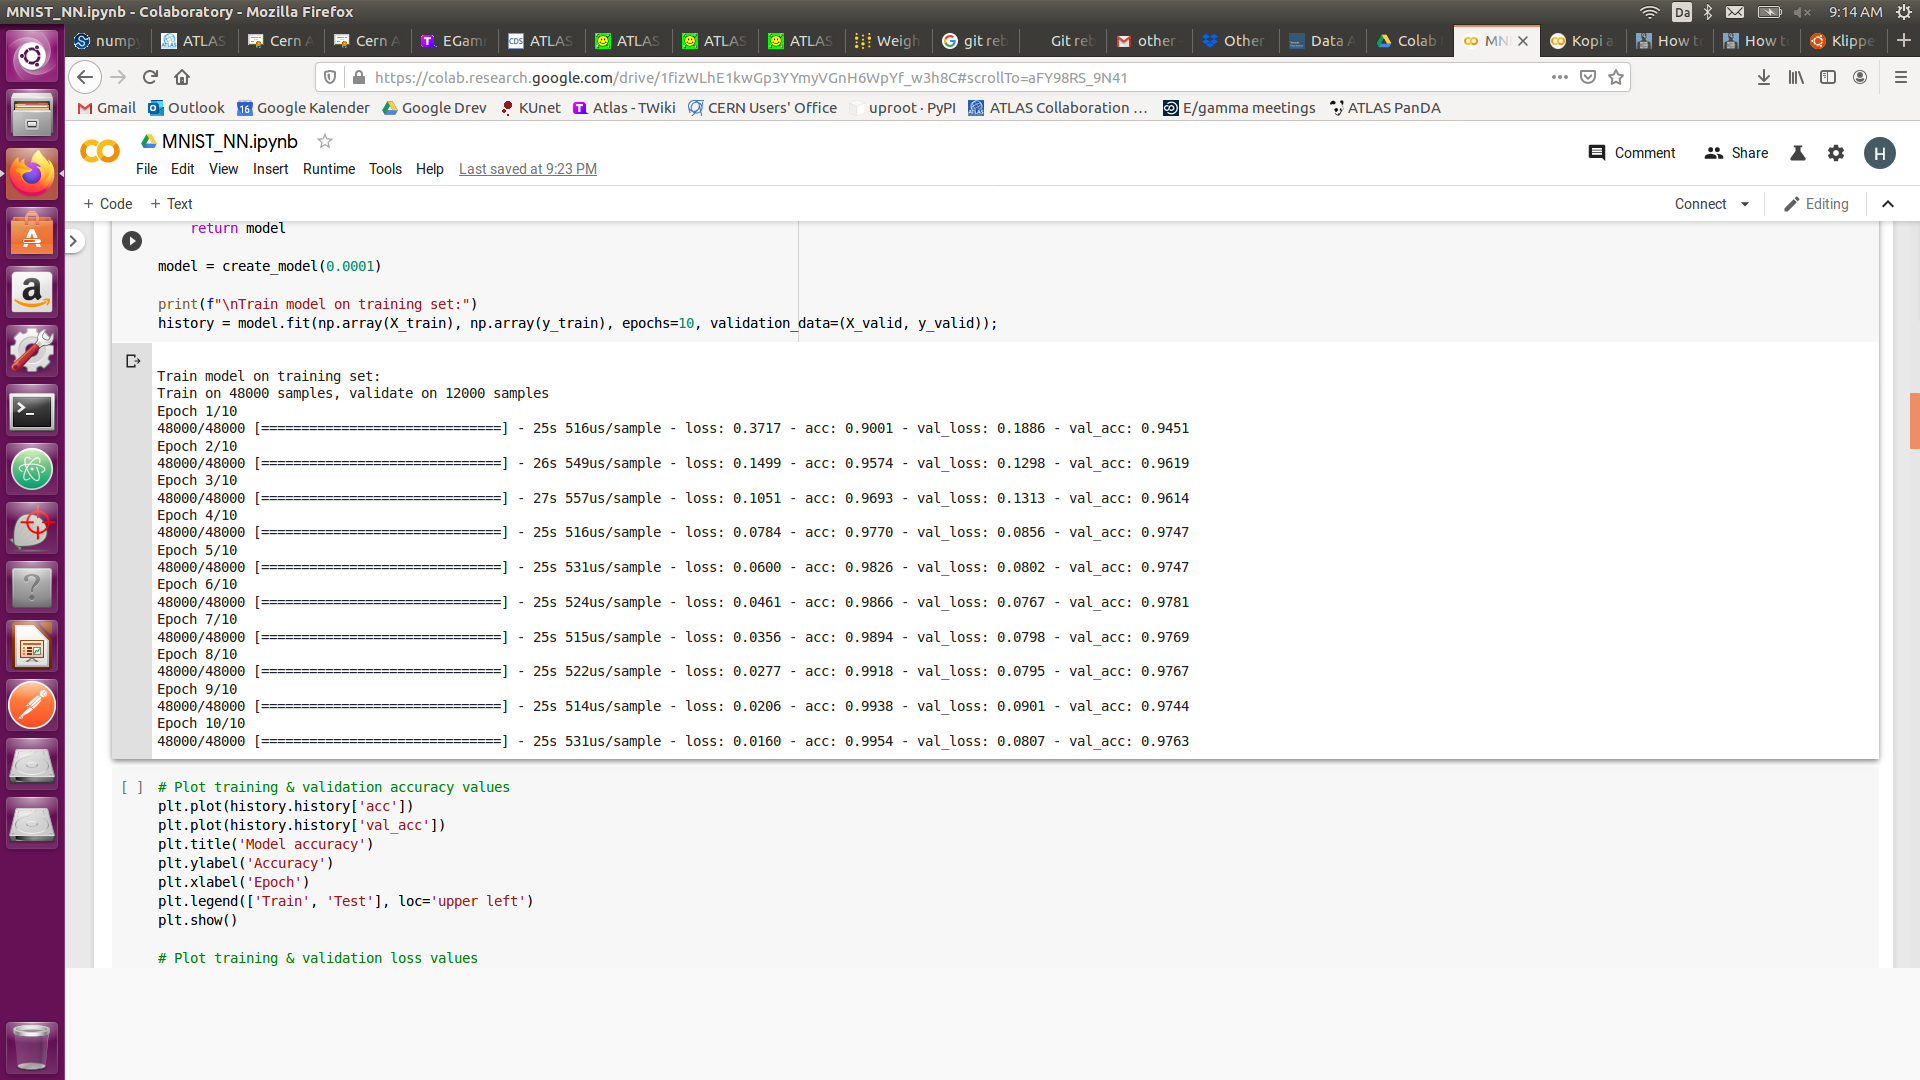 MNIST_NN.ipynb - Colaboratory - Mozilla Firefox
Da
9:14 AM
numpy
ATLAS
Cern A
Cern A
EGam
ATLAS
ATLAS
ATLAS
ATLAS
Weigh
git reb
Git reb
other
Other
Data A
Colab
MN
Kopi a
How t
How t
Klippe
https://colab.research.google.com/drive/1fizWLhE1kwGp3YYmyVGnH6WpYf_w3h8C#scrollTo=aFY98RS_9N41
Gmail
Outlook
16
Google Kalender
Google Drev
KUnet
Atlas - TWiki
CERN Users' Office
uproot · PyPI
ATLAS Collaboration ...
E/gamma meetings
ATLAS PanDA
MNIST_NN.ipynb
File Edit View Insert Runtime Tools Help Last saved at 9:23 PM
Comment
Share
H
+ Code + Text
Connect
Editing
return model
model = create_model(0.0001)
print(f"\nTrain model on training set:")
history = model.fit(np.array(X_train), np.array(y_train), epochs=10, validation_data=(X_valid, y_valid));
Train model on training set:
Train on 48000 samples, validate on 12000 samples
Epoch 1/10
48000/48000 [==============================] - 25s 516us/sample - loss: 0.3717 - acc: 0.9001 - val_loss: 0.1886 - val_acc: 0.9451
Epoch 2/10
48000/48000 [==============================] - 26s 549us/sample - loss: 0.1499 - acc: 0.9574 - val_loss: 0.1298 - val_acc: 0.9619
Epoch 3/10
48000/48000 [==============================] - 27s 557us/sample - loss: 0.1051 - acc: 0.9693 - val_loss: 0.1313 - val_acc: 0.9614
Epoch 4/10
48000/48000 [==============================] - 25s 516us/sample - loss: 0.0784 - acc: 0.9770 - val_loss: 0.0856 - val_acc: 0.9747
Epoch 5/10
48000/48000 [==============================] - 25s 531us/sample - loss: 0.0600 - acc: 0.9826 - val_loss: 0.0802 - val_acc: 0.9747
Epoch 6/10
48000/48000 [==============================] - 25s 524us/sample - loss: 0.0461 - acc: 0.9866 - val_loss: 0.0767 - val_acc: 0.9781
Epoch 7/10
48000/48000 [==============================] - 25s 515us/sample - loss: 0.0356 - acc: 0.9894 - val_loss: 0.0798 - val_acc: 0.9769
Epoch 8/10
48000/48000 [==============================] - 25s 522us/sample - loss: 0.0277 - acc: 0.9918 - val_loss: 0.0795 - val_acc: 0.9767
Epoch 9/10
48000/48000 [==============================] - 25s 514us/sample - loss: 0.0206 - acc: 0.9938 - val_loss: 0.0901 - val_acc: 0.9744
Epoch 10/10
48000/48000 [==============================] - 25s 531us/sample - loss: 0.0160 - acc: 0.9954 - val_loss: 0.0807 - val_acc: 0.9763
[ ] # Plot training & validation accuracy values
plt.plot(history.history['acc'])
plt.plot(history.history['val_acc'])
plt.title('Model accuracy')
plt.ylabel('Accuracy')
plt.xlabel('Epoch')
plt.legend(['Train', 'Test'], loc='upper left')
plt.show()
# Plot training & validation loss values